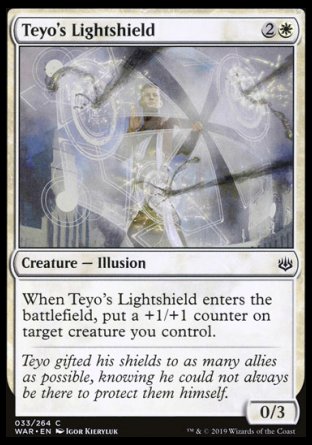 Teyo's Lightshield 2
Creature — Illusion
When Teyo's Lightshield enters the
battlefield, put a +1/+1 counter on
target creature you control.
Teyo gifted his shields to as many allies
as possible, knowing he could not always
be there to protect them himself.
0/3
033/264 C
WAR • EN Igor Kieryluk
™ & © 2019 Wizards of the Coast